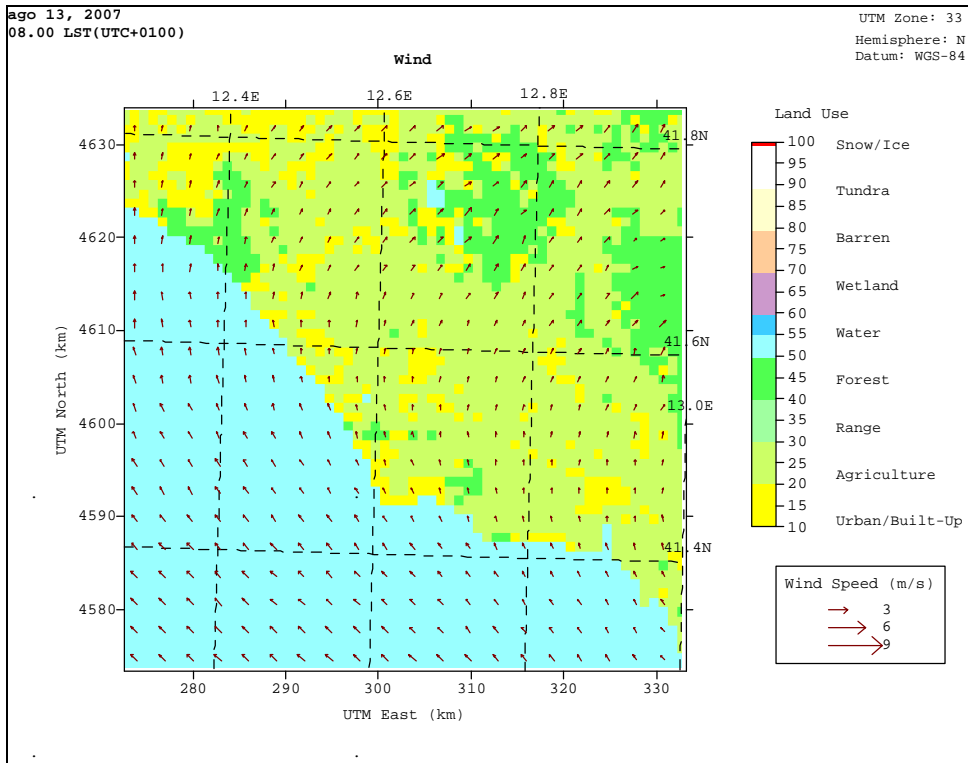 ago 13, 2007
08.00 LST(UTC+0100)
UTM Zone: 33
Hemisphere: N
Datum: WGS-84
Wind
12.4E 12.6E 12.8E
41.8N
41.6N
13.0E
41.4N
4630
4620
4610
4600
4590
4580
UTM North (km)
280 290 300 310 320 330
UTM East (km)
Land Use
100 Snow/Ice
95
90
85 Tundra
80
75 Barren
70
65 Wetland
60
55 Water
50
45 Forest
40
30 Range
25
20 Agriculture
15
10 Urban/Built-Up
Wind Speed (m/s)
3
6
9